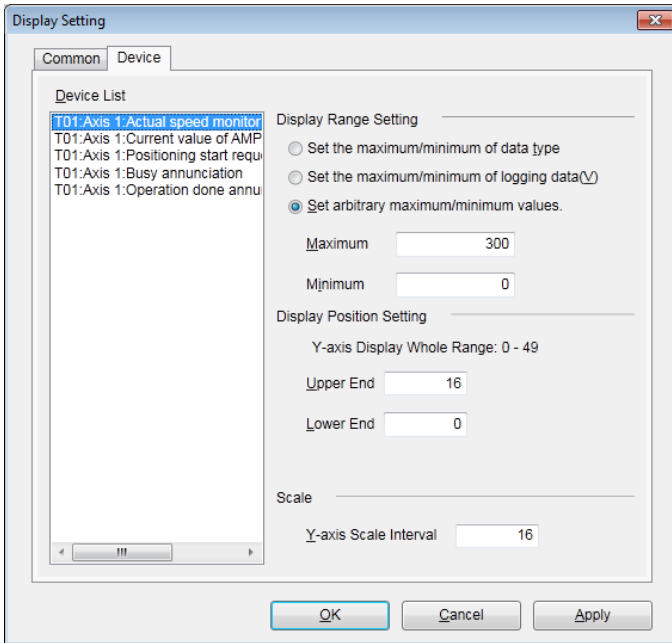 Display Setting
Common Device
Device List
T01:Axis 1:Actual speed monitor
T01:Axis 1:Current value of AMP
T01:Axis 1:Positioning start requ
T01:Axis 1:Busy annunciation
T01:Axis 1:Operation done annu
Display Range Setting
Set the maximum/minimum of data type
Set the maximum/minimum of logging data(V)
Set arbitrary maximum/minimum values.
Maximum 300
Minimum 0
Display Position Setting
Y-axis Display Whole Range: 0 - 49
Upper End 16
Lower End 0
Scale
Y-axis Scale Interval 16
OK Cancel Apply